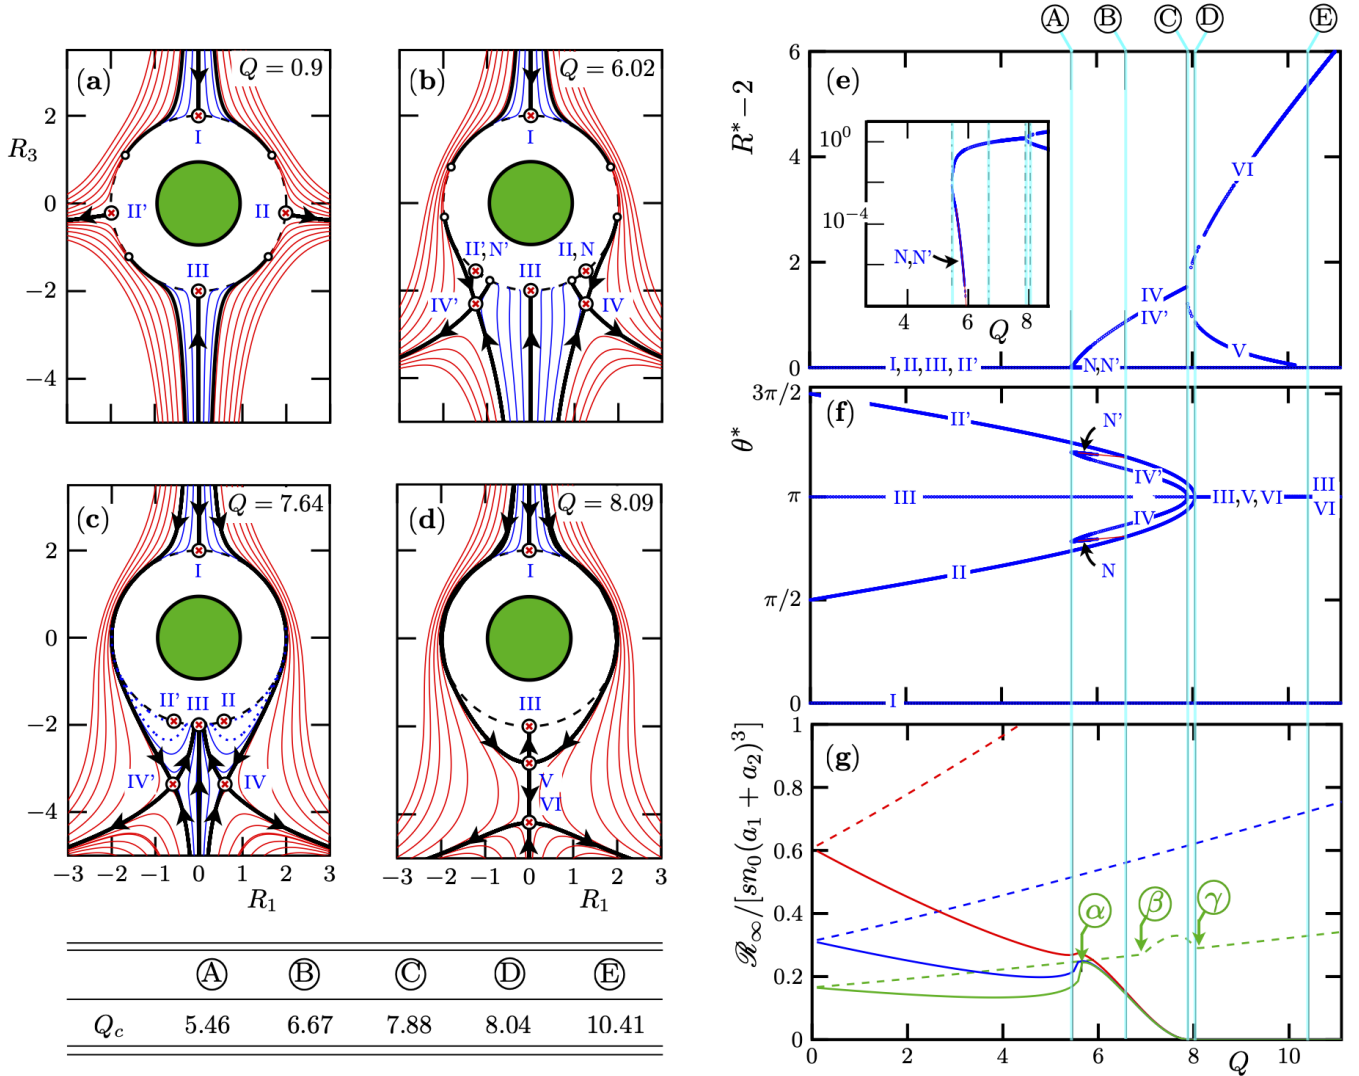 (a) Q = 0.9
R₃
2
0
−2
−4
I
II'
II
III
(b) Q = 6.02
I
II', N' II, N
III
IV'
IV
(c) Q = 7.64
2
0
−2
−4
I
II' III II
IV'
IV
−3 −2 −1 0 1 2 3
R₁
(d) Q = 8.09
I
III
V
VI
−3 −2 −1 0 1 2 3
R₁
Ⓐ Ⓑ Ⓒ Ⓓ Ⓔ
Q_c 5.46 6.67 7.88 8.04 10.41
Ⓐ Ⓑ Ⓒ Ⓓ Ⓔ
(e)
R* − 2
6
4
2
0
10⁰
10⁻⁴
N,N'
4 6 Q 8
VI
IV
IV'
V
I, II, III, II'
N,N'
(f)
θ*
3π/2
π
π/2
0
II'
N'
IV'
III
III,V,VI
III
VI
IV
N
II
I
(g)
ℛ∞/[sn₀(a₁ + a₂)³]
1
0.8
0.6
0.4
0.2
0
α β γ
0 2 4 6 8 Q 10